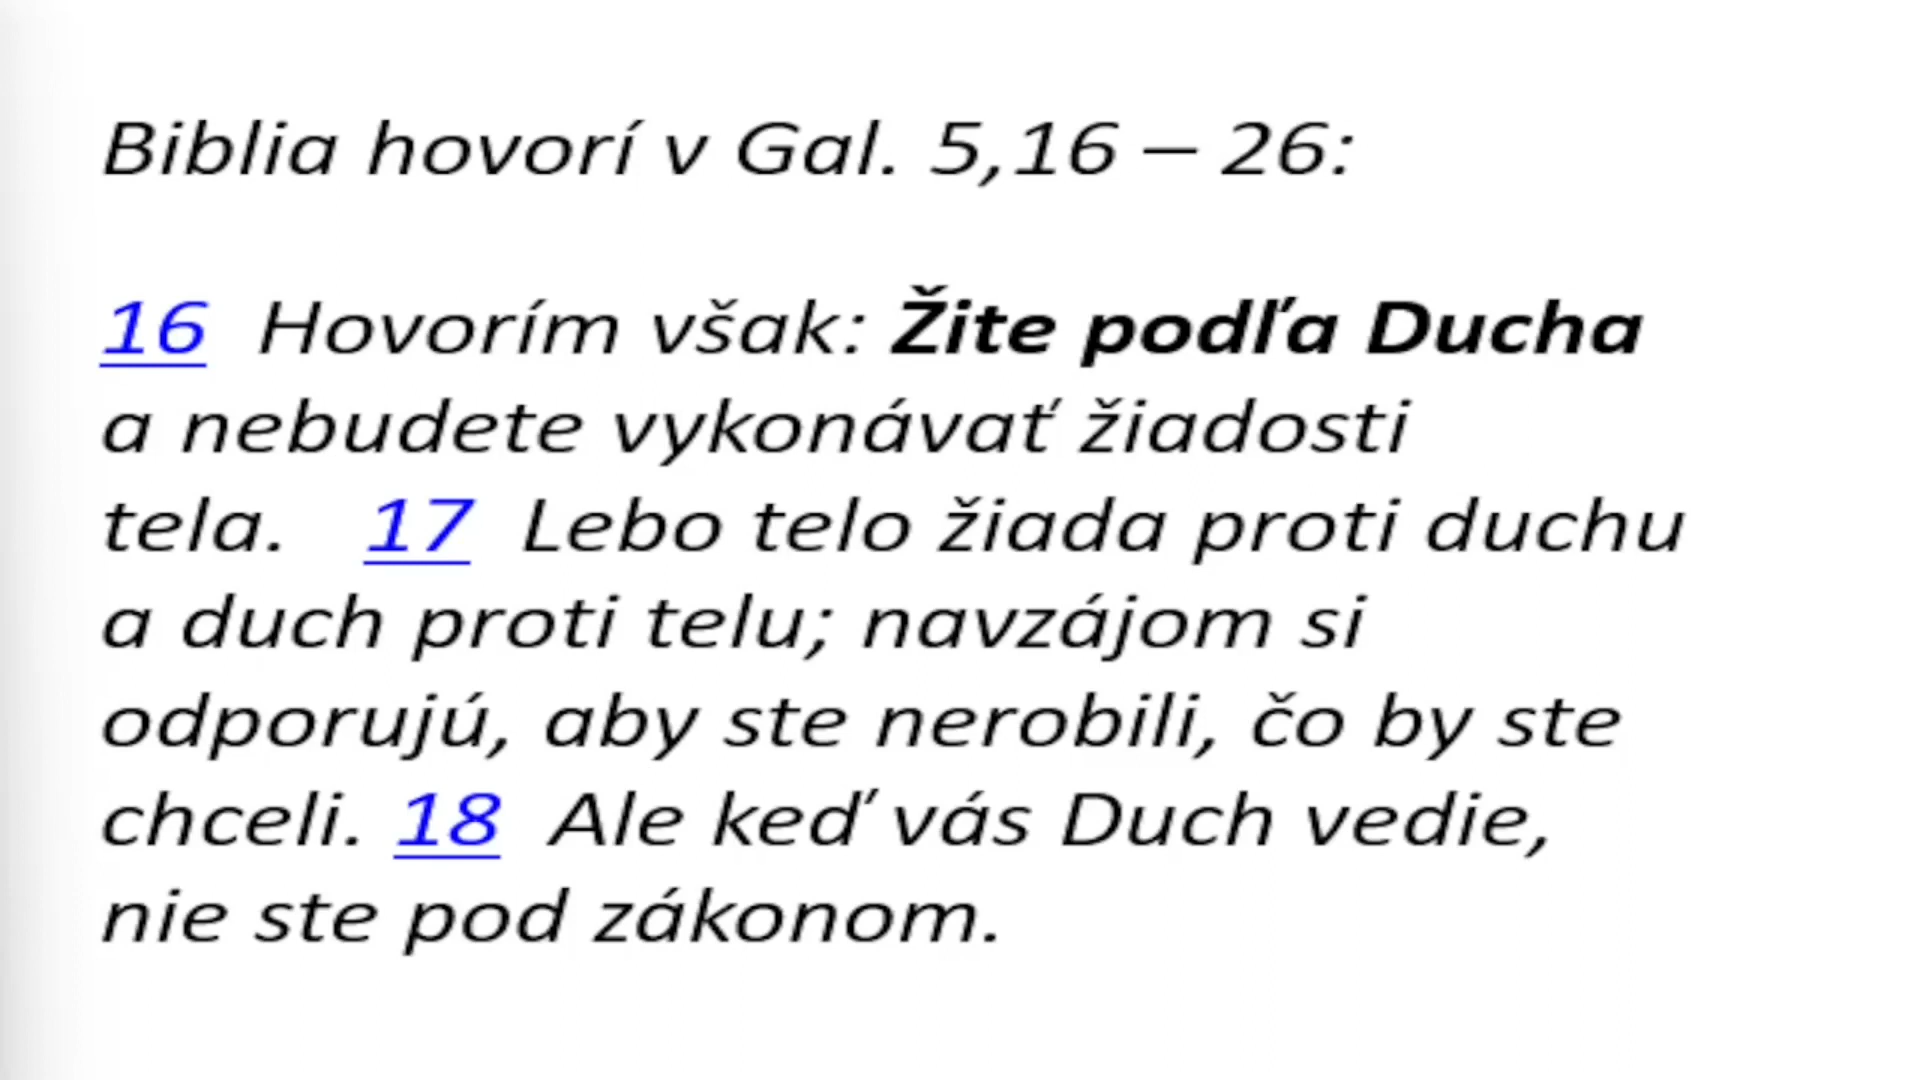 Biblia hovorí v Gal. 5,16 – 26:
16 Hovorím však: Žite podľa Ducha
a nebudete vykonávať žiadosti
tela. 17 Lebo telo žiada proti duchu
a duch proti telu; navzájom si
odporujú, aby ste nerobili, čo by ste
chceli. 18 Ale keď vás Duch vedie,
nie ste pod zákonom.